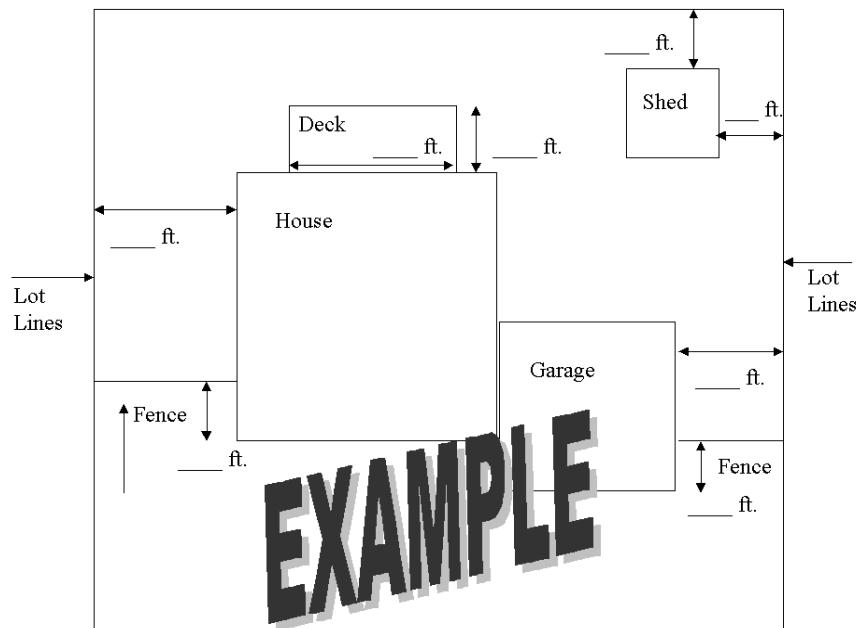 ____ ft.
Shed
___ ft.
Deck
____ ft.
____ ft.
House
____ ft.
Lot
Lines
Lot
Lines
Garage
____ ft.
Fence
____ ft.
Fence
____ ft.
EXAMPLE